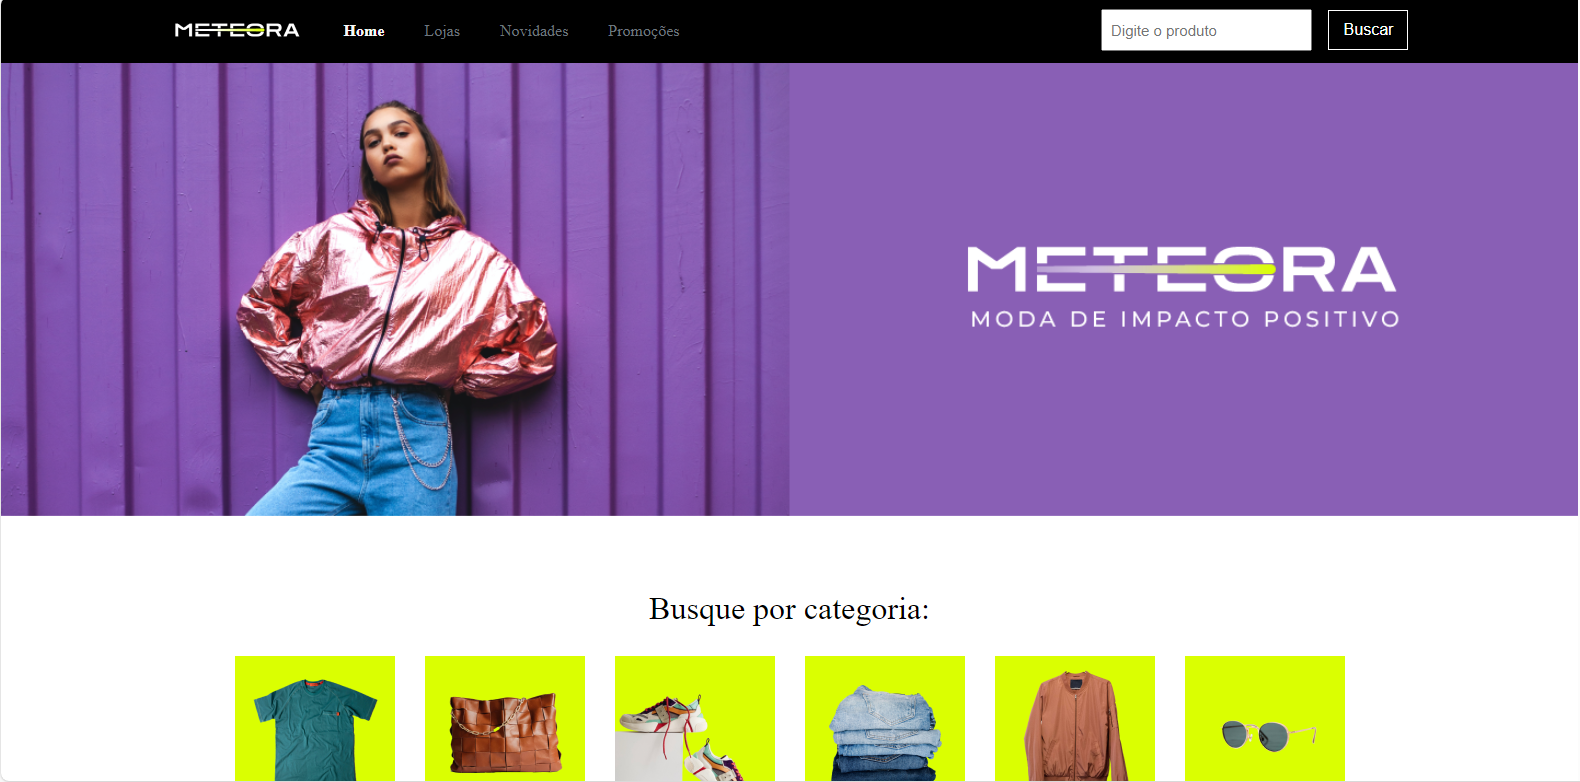 METEORA Home Lojas Novidades Promoções Digite o produto Buscar
METEORA
MODA DE IMPACTO POSITIVO
Busque por categoria: